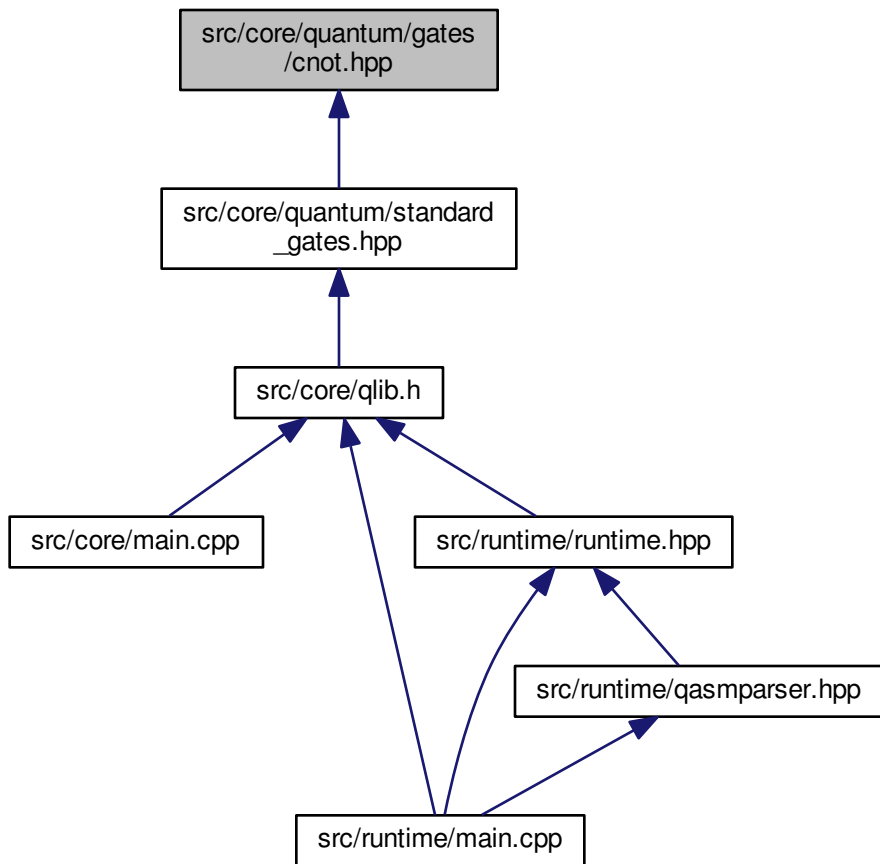 src/core/quantum/gates
/cnot.hpp
src/core/quantum/standard
_gates.hpp
src/core/qlib.h
src/core/main.cpp
src/runtime/runtime.hpp
src/runtime/qasmparser.hpp
src/runtime/main.cpp